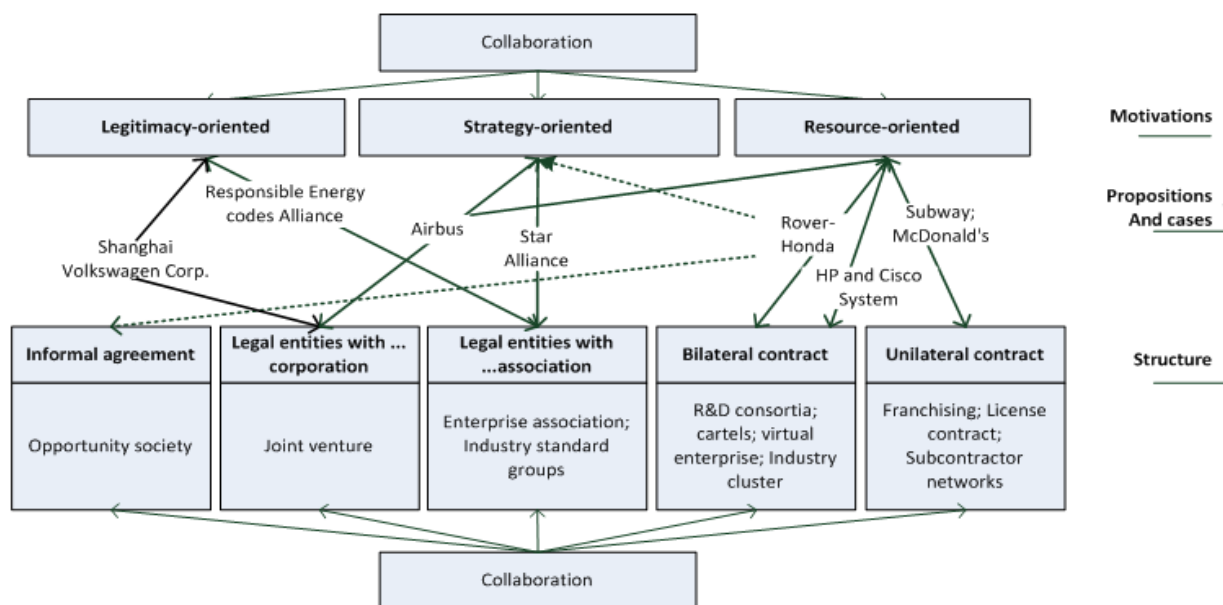 Collaboration
Legitimacy-oriented
Strategy-oriented
Resource-oriented
Motivations
Responsible Energy
codes Alliance
Airbus
Star
Alliance
Rover-
Honda
Subway;
McDonald's
Propositions
And cases
Shanghai
Volkswagen Corp.
HP and Cisco
System
Informal agreement
Legal entities with ...
corporation
Legal entities with
...association
Bilateral contract
Unilateral contract
Structure
Opportunity society
Joint venture
Enterprise association;
Industry standard
groups
R&D consortia;
cartels; virtual
enterprise; Industry
cluster
Franchising; License
contract;
Subcontractor
networks
Collaboration